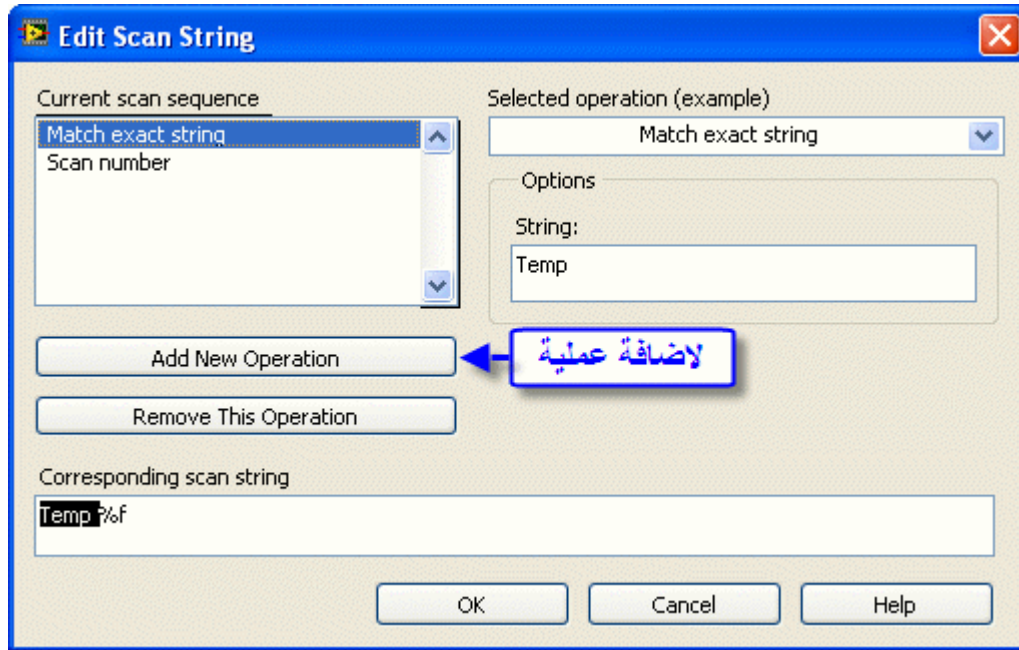 Edit Scan String
Current scan sequence
Match exact string
Scan number
Selected operation (example)
Match exact string
Options
String:
Temp
Add New Operation
لاضافة عملية
Remove This Operation
Corresponding scan string
Temp %f
OK
Cancel
Help